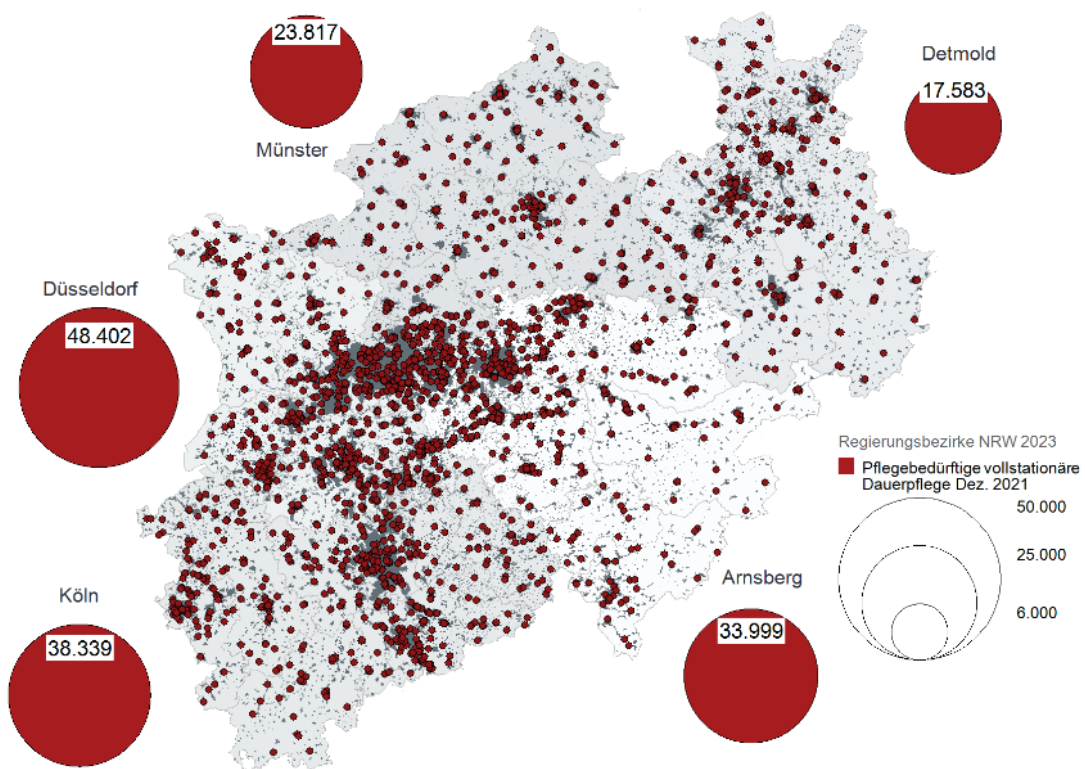 23.817
Münster
Detmold
17.583
Düsseldorf
48.402
Regierungsbezirke NRW 2023
Pflegebedürftige vollstationäre
Dauerpflege Dez. 2021
50.000
25.000
6.000
Köln
38.339
Arnsberg
33.999